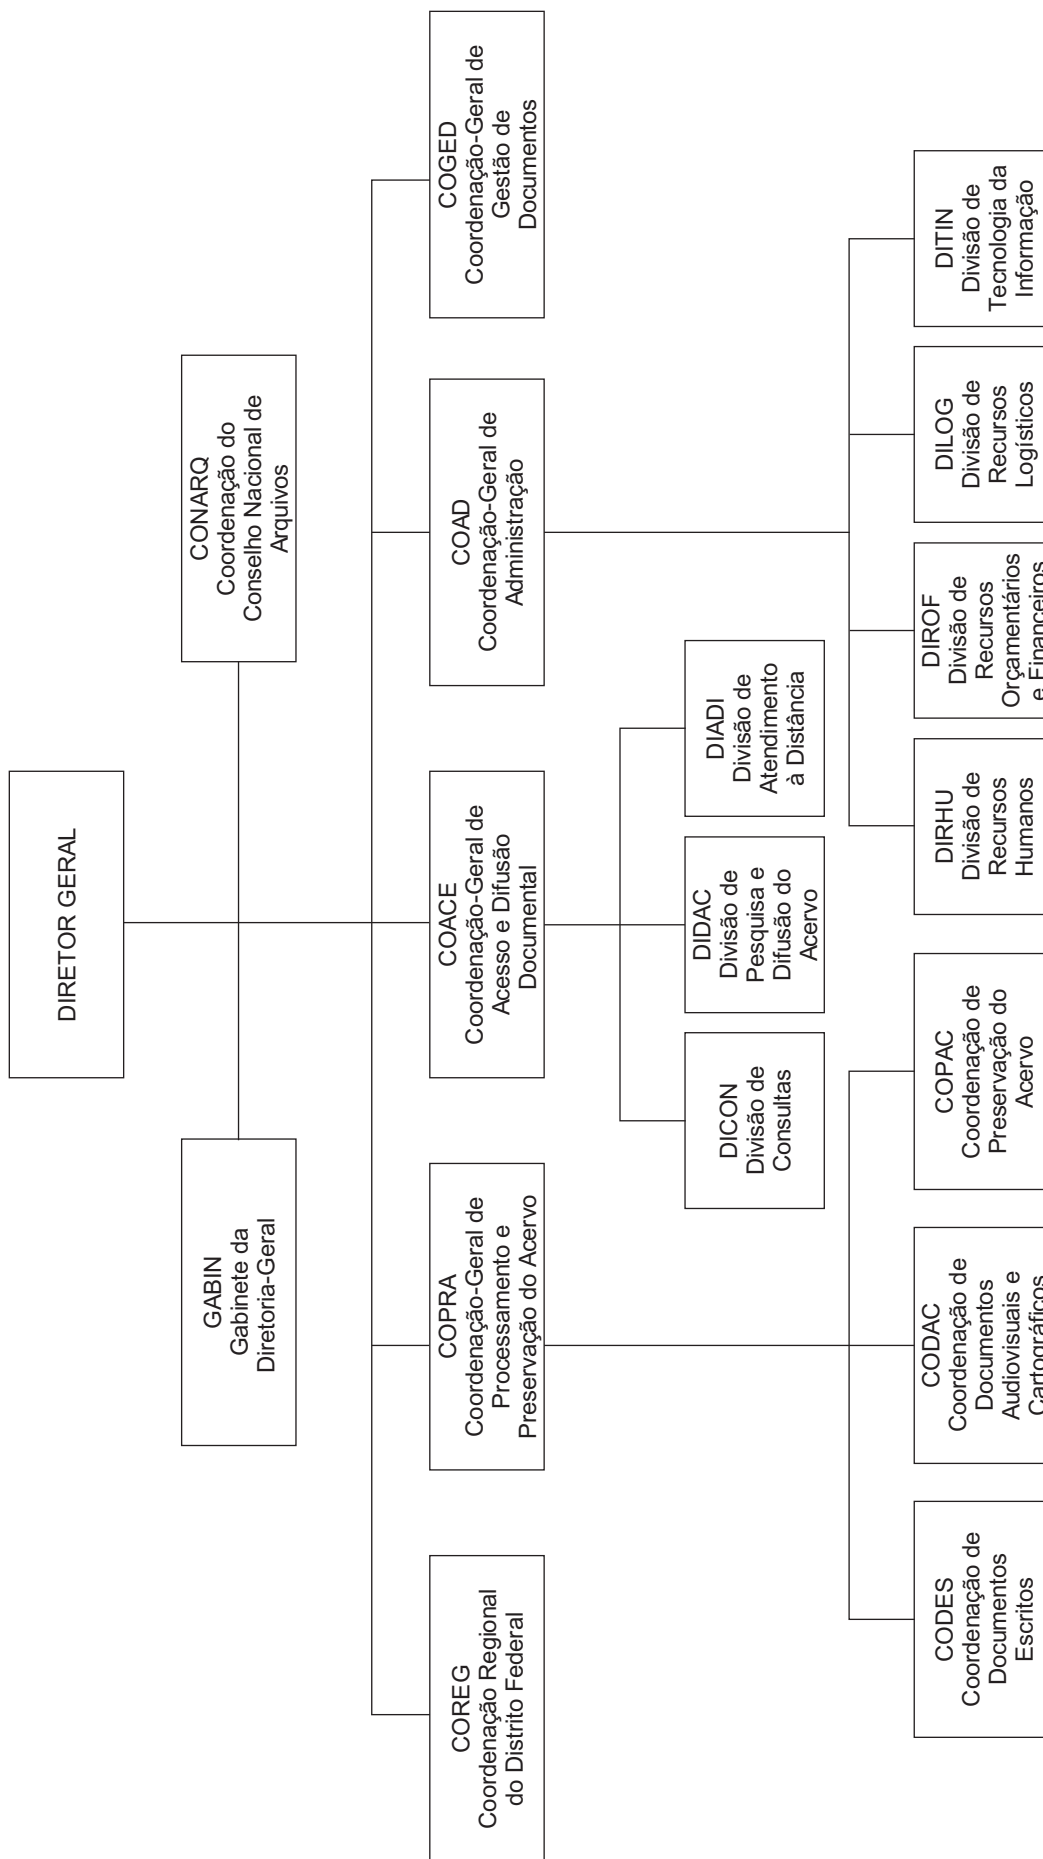 DIRETOR GERAL
GABIN
Gabinete da
Diretoria-Geral
CONARQ
Coordenação do
Conselho Nacional de
Arquivos
COREG
Coordenação Regional
do Distrito Federal
COPRA
Coordenação-Geral de
Processamento e
Preservação do Acervo
COACE
Coordenação-Geral de
Acesso e Difusão
Documental
COAD
Coordenação-Geral de
Administração
COGED
Coordenação-Geral de
Gestão de
Documentos
DICON
Divisão de
Consultas
DIDAC
Divisão de
Pesquisa e
Difusão do
Acervo
DIADI
Divisão de
Atendimento
à Distância
CODES
Coordenação de
Documentos
Escritos
CODAC
Coordenação de
Documentos
Audiovisuais e
Cartográficos
COPAC
Coordenação de
Preservação do
Acervo
DIRHU
Divisão de
Recursos
Humanos
DIROF
Divisão de
Recursos
Orçamentários
e Financeiros
DILOG
Divisão de
Recursos
Logísticos
DITIN
Divisão de
Tecnologia da
Informação